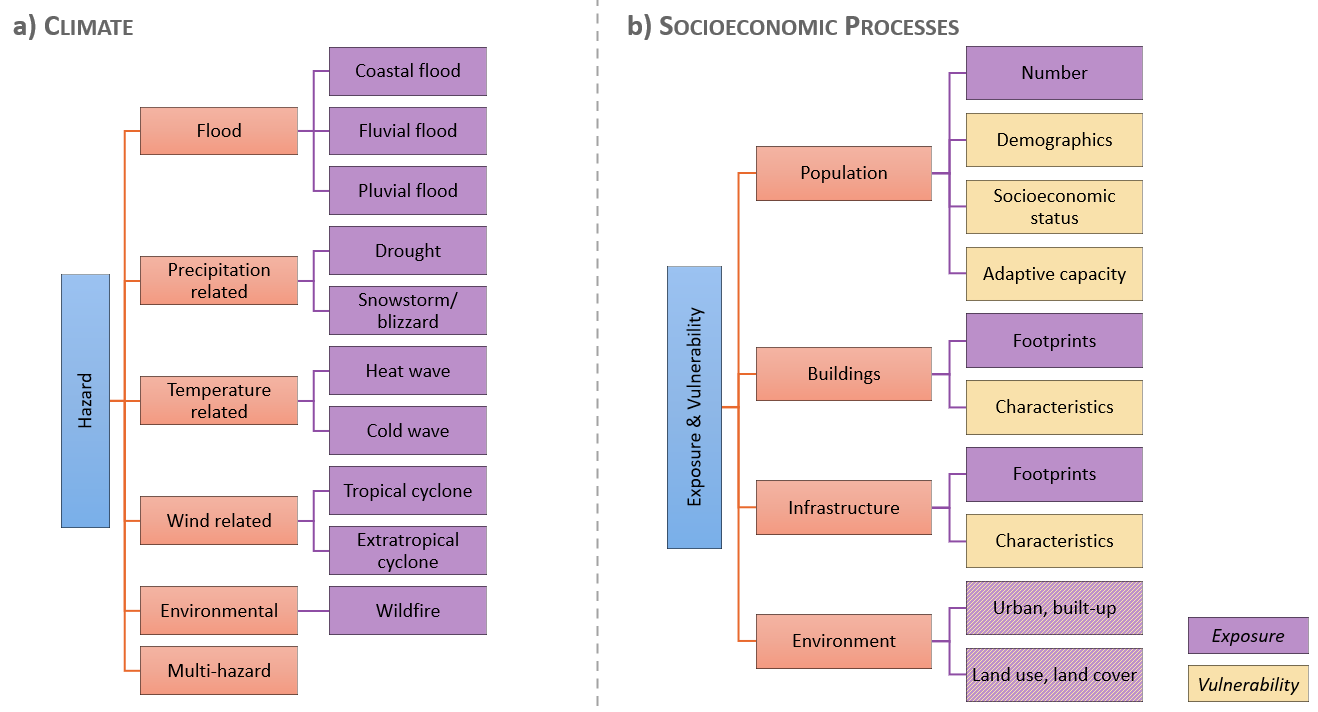 a) CLIMATE
Hazard
Flood
Coastal flood
Fluvial flood
Pluvial flood
Precipitation
related
Drought
Snowstorm/
blizzard
Temperature
related
Heat wave
Cold wave
Wind related
Tropical cyclone
Extratropical
cyclone
Environmental
Wildfire
Multi-hazard
b) SOCIOECONOMIC PROCESSES
Exposure & Vulnerability
Population
Number
Demographics
Socioeconomic
status
Adaptive capacity
Buildings
Footprints
Characteristics
Infrastructure
Footprints
Characteristics
Environment
Urban, built-up
Land use, land cover
Exposure
Vulnerability